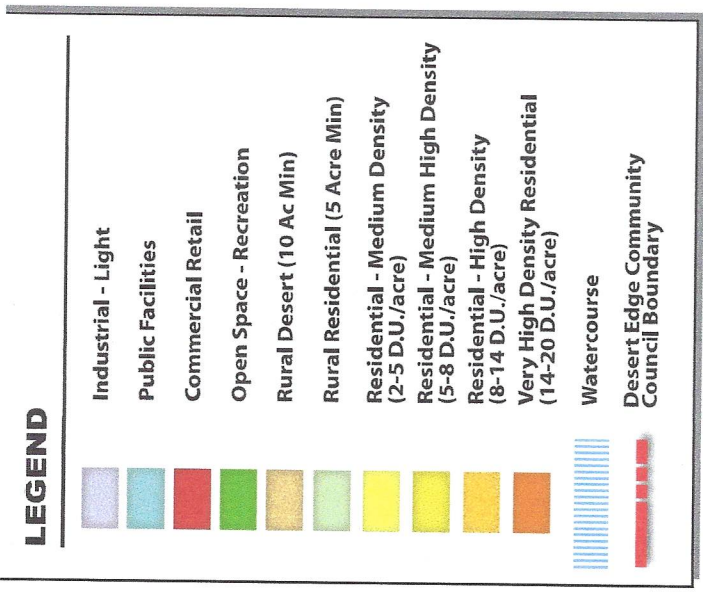 LEGEND
Industrial - Light
Public Facilities
Commercial Retail
Open Space - Recreation
Rural Desert (10 Ac Min)
Rural Residential (5 Acre Min)
Residential - Medium Density
(2-5 D.U./acre)
Residential - Medium High Density
(5-8 D.U./acre)
Residential - High Density
(8-14 D.U./acre)
Very High Density Residential
(14-20 D.U./acre)
Watercourse
Desert Edge Community
Council Boundary